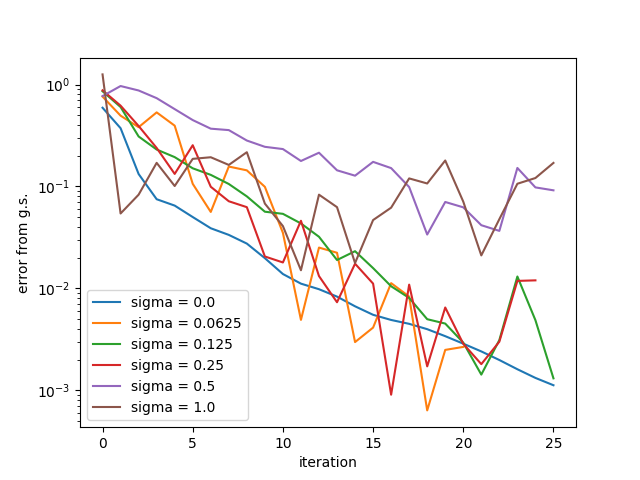 10⁰
10⁻¹
10⁻²
10⁻³
error from g.s.
sigma = 0.0
sigma = 0.0625
sigma = 0.125
sigma = 0.25
sigma = 0.5
sigma = 1.0
0 5 10 15 20 25
iteration